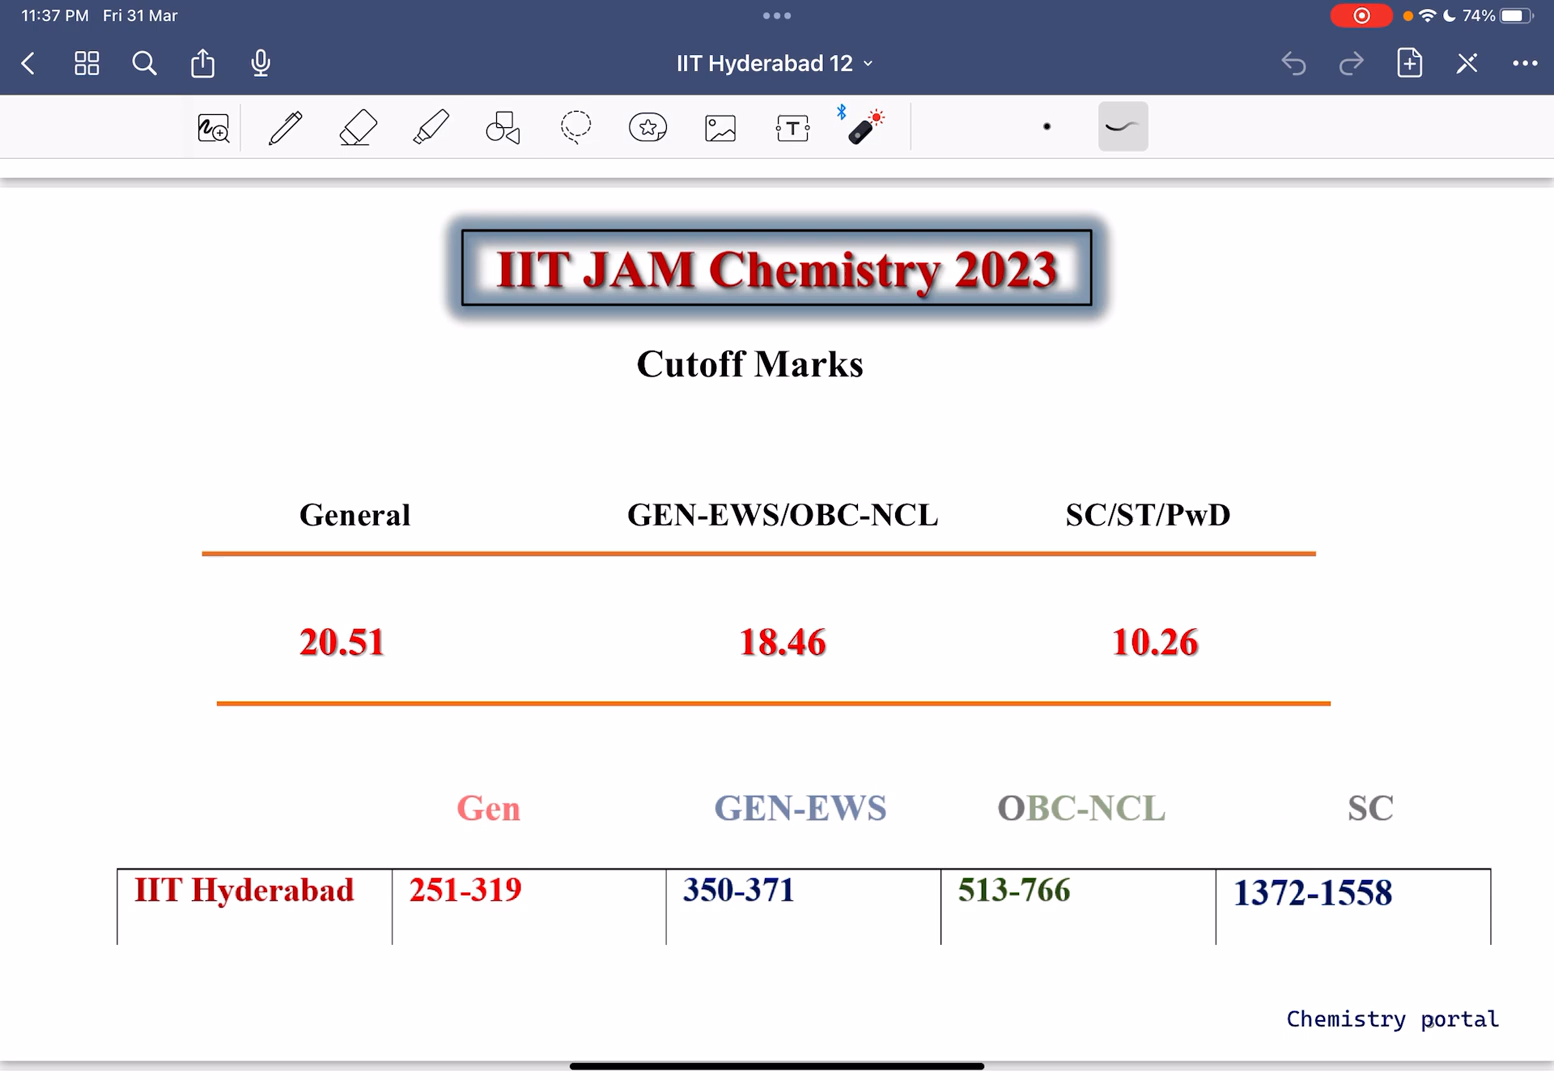 11:37 PM Fri 31 Mar 74%
IIT Hyderabad 12
T
IIT JAM Chemistry 2023
Cutoff Marks
General GEN-EWS/OBC-NCL SC/ST/PwD
20.51 18.46 10.26
Gen GEN-EWS OBC-NCL SC
IIT Hyderabad 251-319 350-371 513-766 1372-1558
Chemistry portal